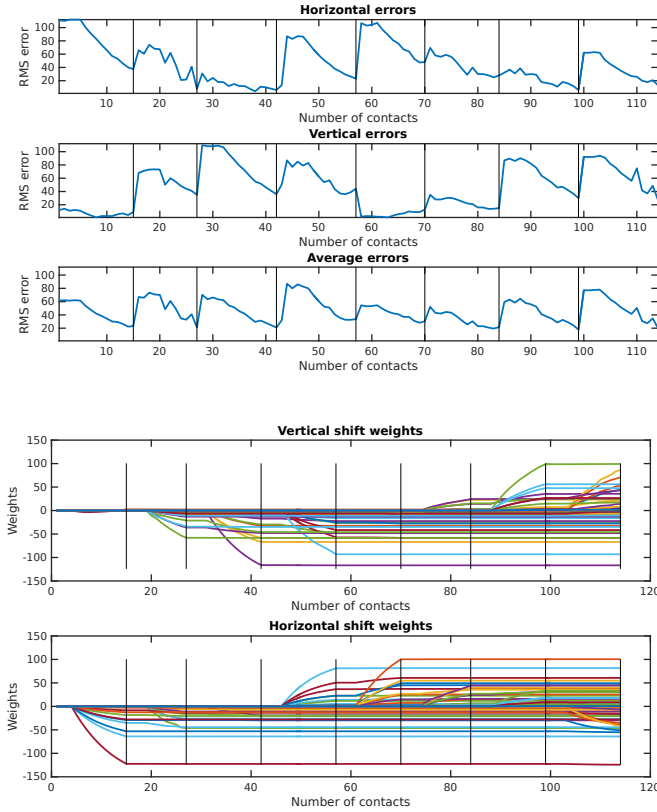 Horizontal errors
RMS error
100
80
60
40
20
10 20 30 40 50 60 70 80 90 100 110
Number of contacts
Vertical errors
RMS error
100
80
60
40
20
10 20 30 40 50 60 70 80 90 100 110
Number of contacts
Average errors
RMS error
100
80
60
40
20
10 20 30 40 50 60 70 80 90 100 110
Number of contacts
Vertical shift weights
Weights
150
100
50
0
-50
-100
-150
0 20 40 60 80 100 120
Number of contacts
Horizontal shift weights
Weights
150
100
50
0
-50
-100
-150
0 20 40 60 80 100 120
Number of contacts